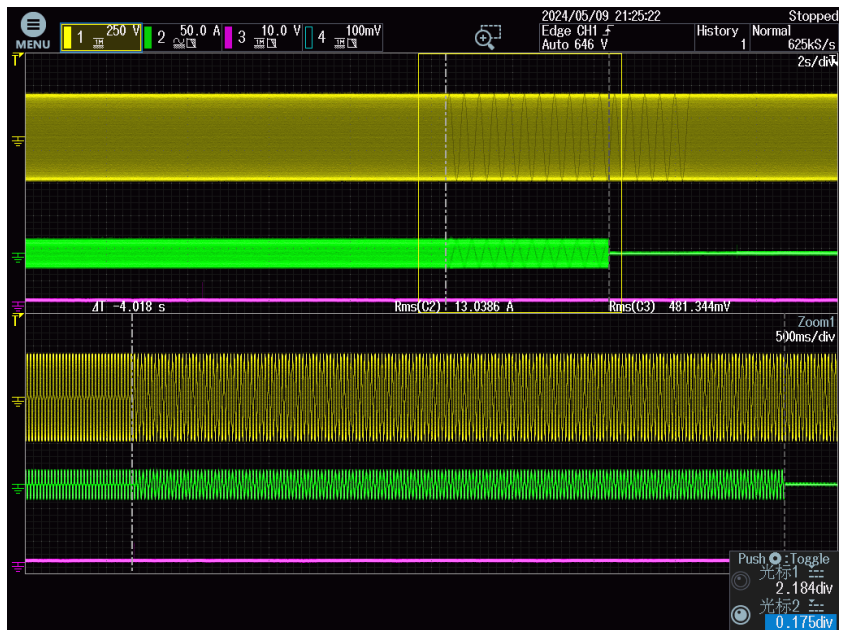 2024/05/09 21:25:22 Stopped
MENU 1 250 V 2 50.0 A 3 10.0 V 4 100mV Edge CH1 History Normal
Auto 646 V 1 625kS/s
T 2s/div
ΔT -4.018 s Rms(C2) 13.0386 A Rms(C3) 481.344mV
T Zoom1
500ms/div
Push :Toggle
光标1
2.184div
光标2
0.175div